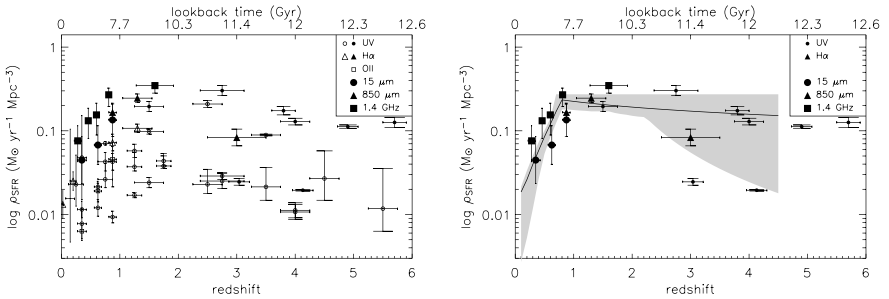 lookback time (Gyr)
0 7.7 10.3 11.4 12 12.3 12.6
UV
Hα
OII
15 μm
850 μm
1.4 GHz
log ρSFR (M⊙ yr−1 Mpc−3)
1
0.1
0.01
0 1 2 3 4 5 6
redshift
lookback time (Gyr)
0 7.7 10.3 11.4 12 12.3 12.6
UV
Hα
15 μm
850 μm
1.4 GHz
log ρSFR (M⊙ yr−1 Mpc−3)
1
0.1
0.01
0 1 2 3 4 5 6
redshift